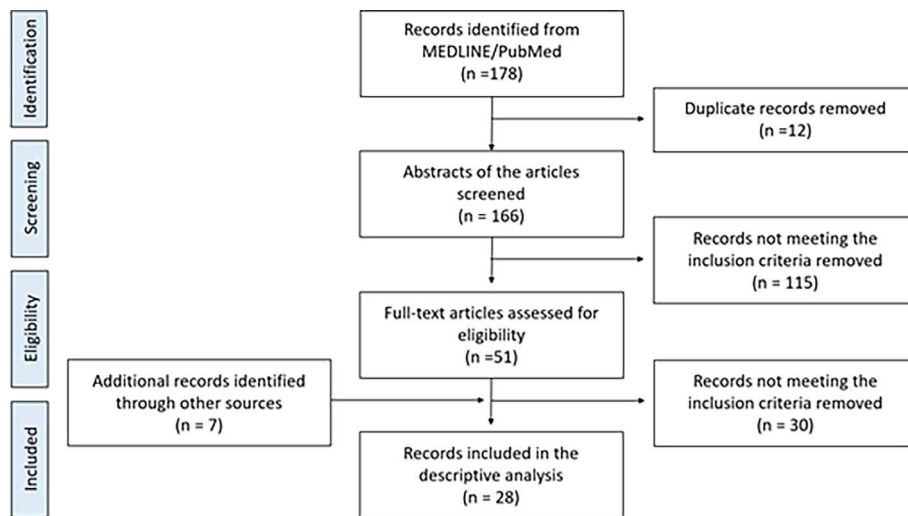 Identification
Records identified from
MEDLINE/PubMed
(n =178)
Duplicate records removed
(n =12)
Screening
Abstracts of the articles
screened
(n = 166)
Records not meeting the
inclusion criteria removed
(n = 115)
Eligibility
Full-text articles assessed for
eligibility
(n =51)
Additional records identified
through other sources
(n = 7)
Records not meeting the
inclusion criteria removed
(n = 30)
Included
Records included in the
descriptive analysis
(n = 28)